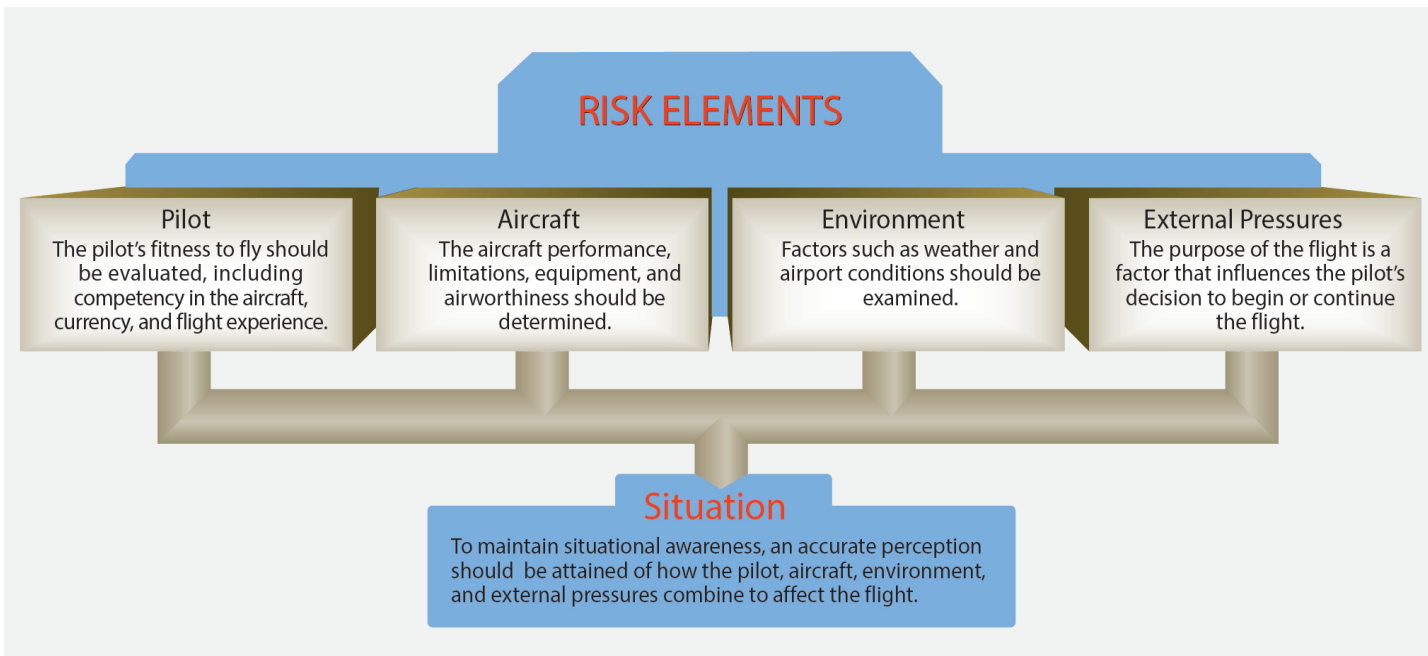 RISK ELEMENTS
Pilot
The pilot’s fitness to fly should
be evaluated, including
competency in the aircraft,
currency, and flight experience.
Aircraft
The aircraft performance,
limitations, equipment, and
airworthiness should be
determined.
Environment
Factors such as weather and
airport conditions should be
examined.
External Pressures
The purpose of the flight is a
factor that influences the pilot’s
decision to begin or continue
the flight.
Situation
To maintain situational awareness, an accurate perception
should  be attained of how the pilot, aircraft, environment,
and external pressures combine to affect the flight.